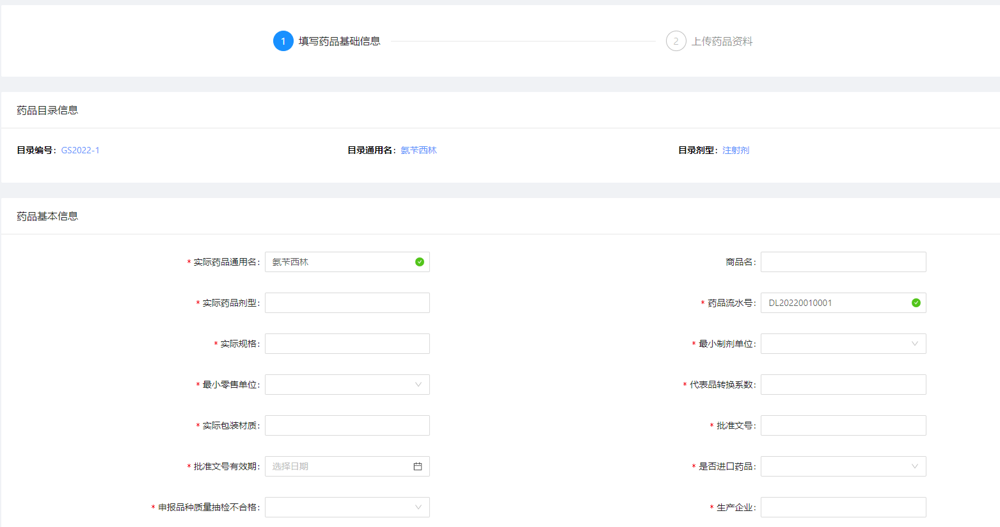 1 填写药品基础信息 2 上传药品资料
药品目录信息
目录编号: GS2022-1 目录通用名: 氨苄西林 目录剂型: 注射剂
药品基本信息
* 实际药品通用名: 氨苄西林 商品名:
* 实际药品剂型: * 药品流水号: DL20220010001
* 实际规格: * 最小制剂单位:
* 最小零售单位: * 代表品转换系数:
* 实际包装材质: * 批准文号:
* 批准文号有效期: 选择日期 * 是否进口药品:
* 申报品种质量抽检不合格: * 生产企业: